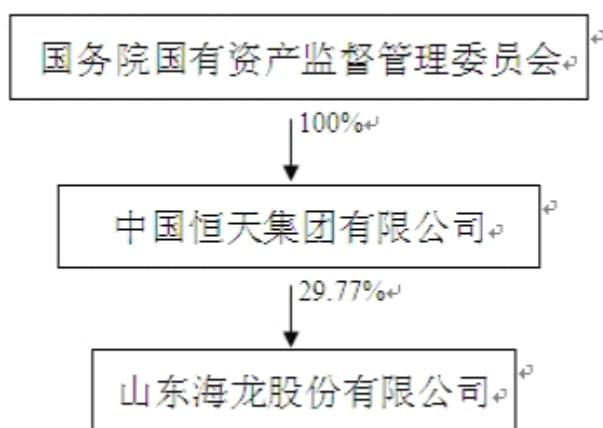 国务院国有资产监督管理委员会
100%
中国恒天集团有限公司
29.77%
山东海龙股份有限公司